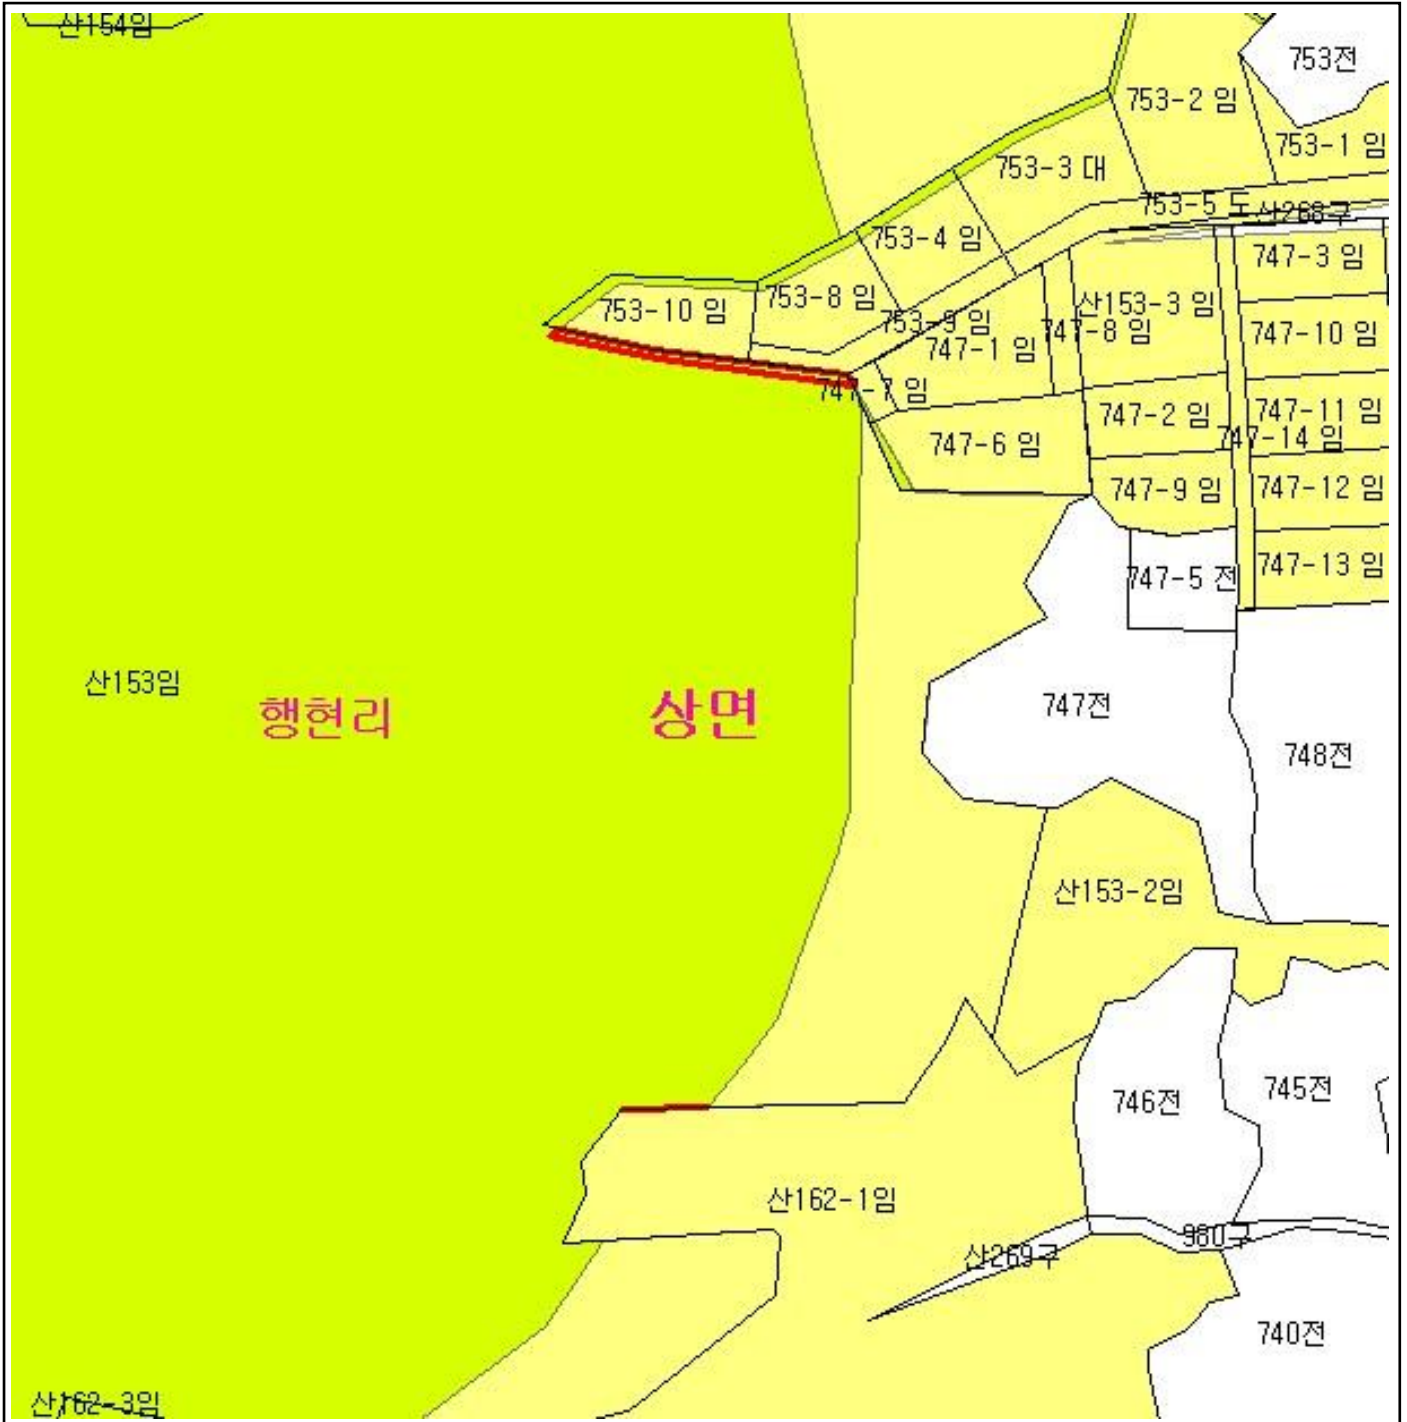 산154임
753전
753-2 임
753-1 임
753-3 대
753-5 도
산268구
753-4 임
747-3 임
753-8 임
산153-3 임
753-10 임
753-9 임
747-8 임
747-10 임
747-1 임
747-7 임
747-2 임
747-11 임
747-14 임
747-6 임
747-9 임
747-12 임
747-13 임
747-5 전
산153임
행현리
상면
747전
748전
산153-2임
746전
745전
산162-1임
980구
산269구
740전
산162-3임